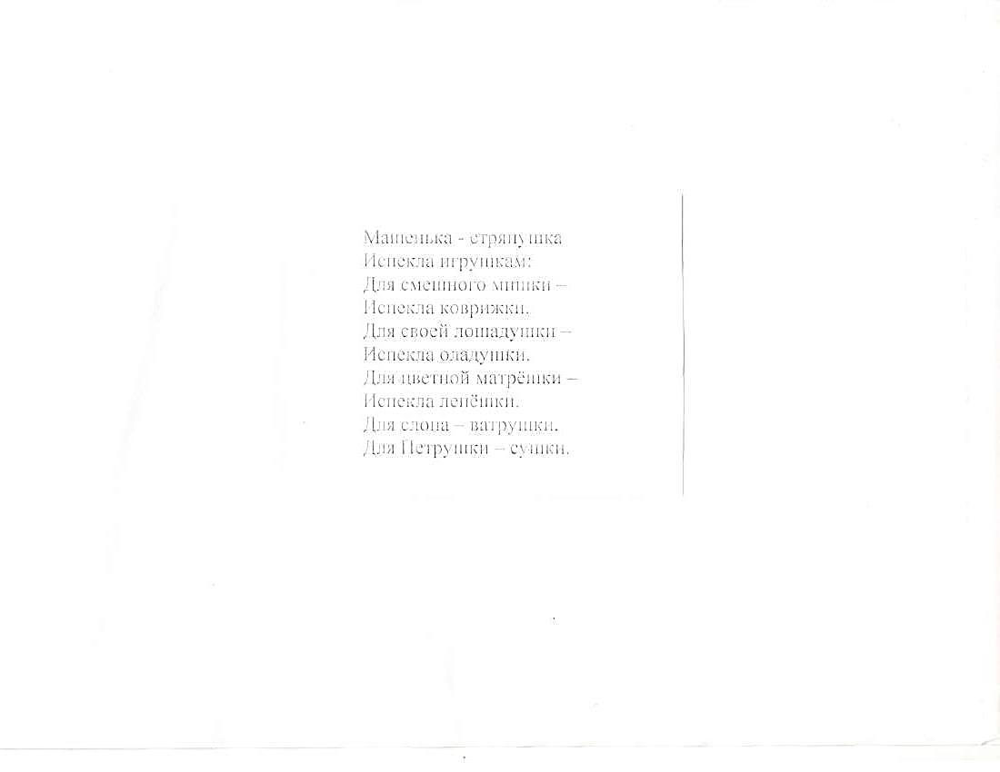 Машенька - стряпушка
Испекла игрушкам:
Для смешного мишки –
Испекла коврижки.
Для своей лошадушки –
Испекла оладушки.
Для цветной матрёшки –
Испекла лепёшки.
Для слона – ватрушки.
Для Петрушки – сушки.